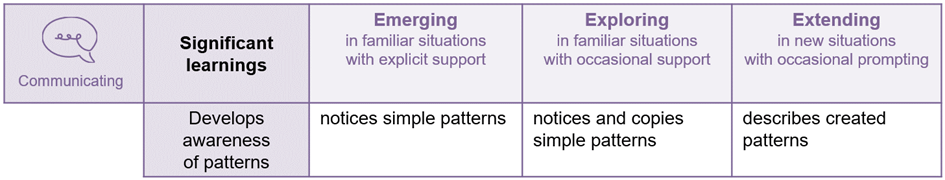 Communicating
Significant
learnings
Emerging
in familiar situations
with explicit support
Exploring
in familiar situations
with occasional support
Extending
in new situations
with occasional prompting
Develops
awareness
of patterns
notices simple patterns
notices and copies
simple patterns
describes created
patterns